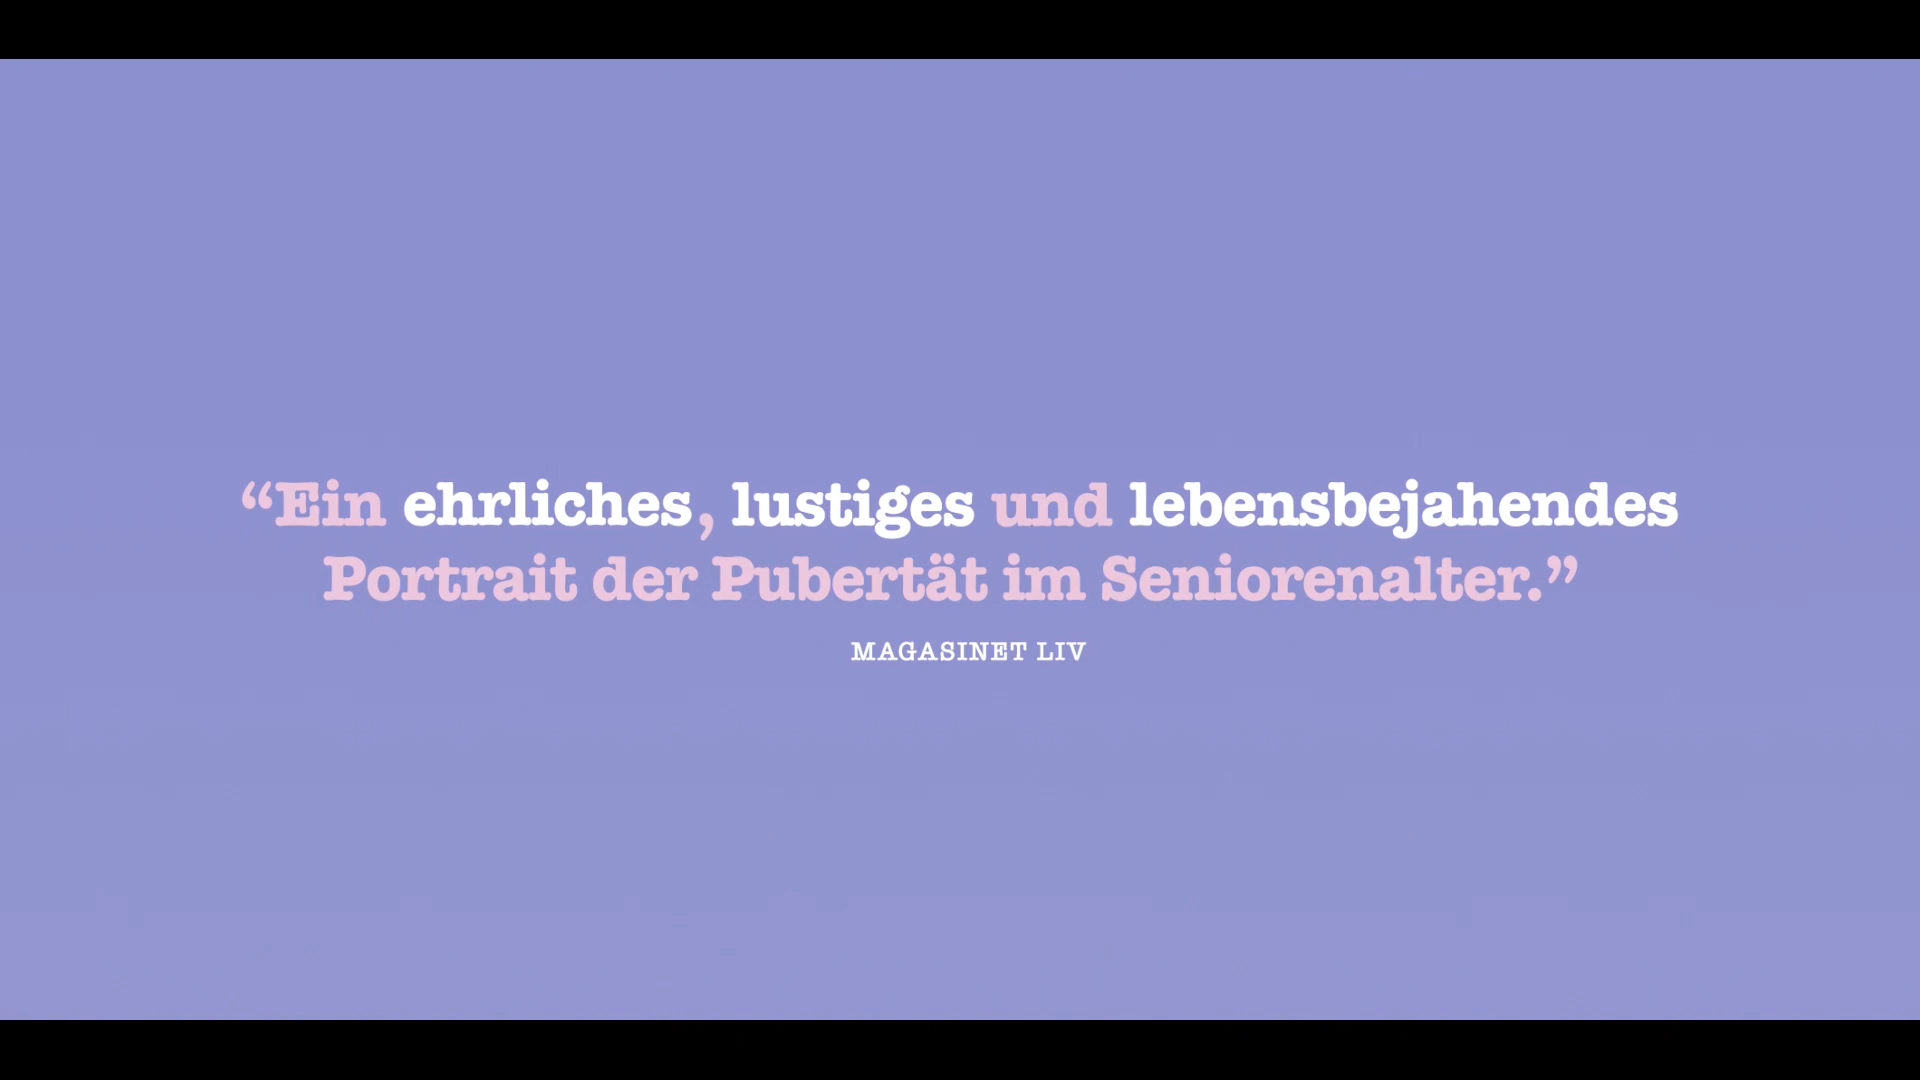 “Ein ehrliches, lustiges und lebensbejahendes
Portrait der Pubertät im Seniorenalter.”
MAGASINET LIV